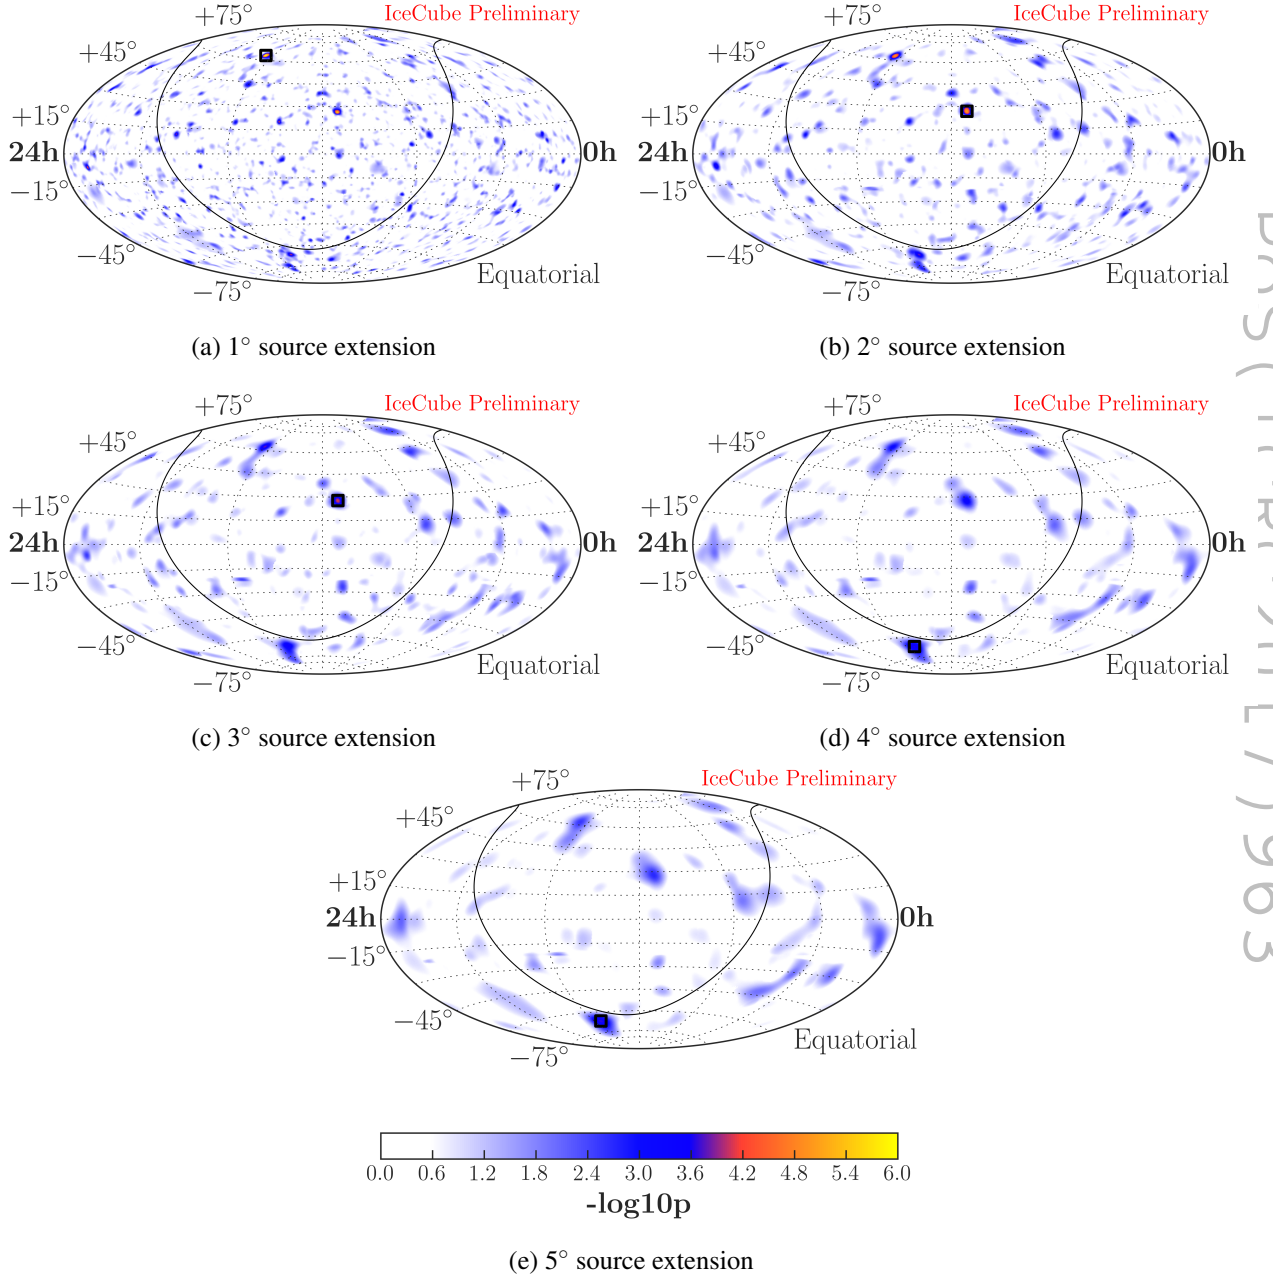 +75° IceCube Preliminary
+45°
+15°
24h 0h
−15°
−45°
Equatorial
−75°
(a) 1° source extension
+75° IceCube Preliminary
+45°
+15°
24h 0h
−15°
−45°
Equatorial
−75°
(b) 2° source extension
+75° IceCube Preliminary
+45°
+15°
24h 0h
−15°
−45°
Equatorial
−75°
(c) 3° source extension
+75° IceCube Preliminary
+45°
+15°
24h 0h
−15°
−45°
Equatorial
−75°
(d) 4° source extension
+75° IceCube Preliminary
+45°
+15°
24h 0h
−15°
−45°
Equatorial
−75°
0.0 0.6 1.2 1.8 2.4 3.0 3.6 4.2 4.8 5.4 6.0
-log10p
(e) 5° source extension